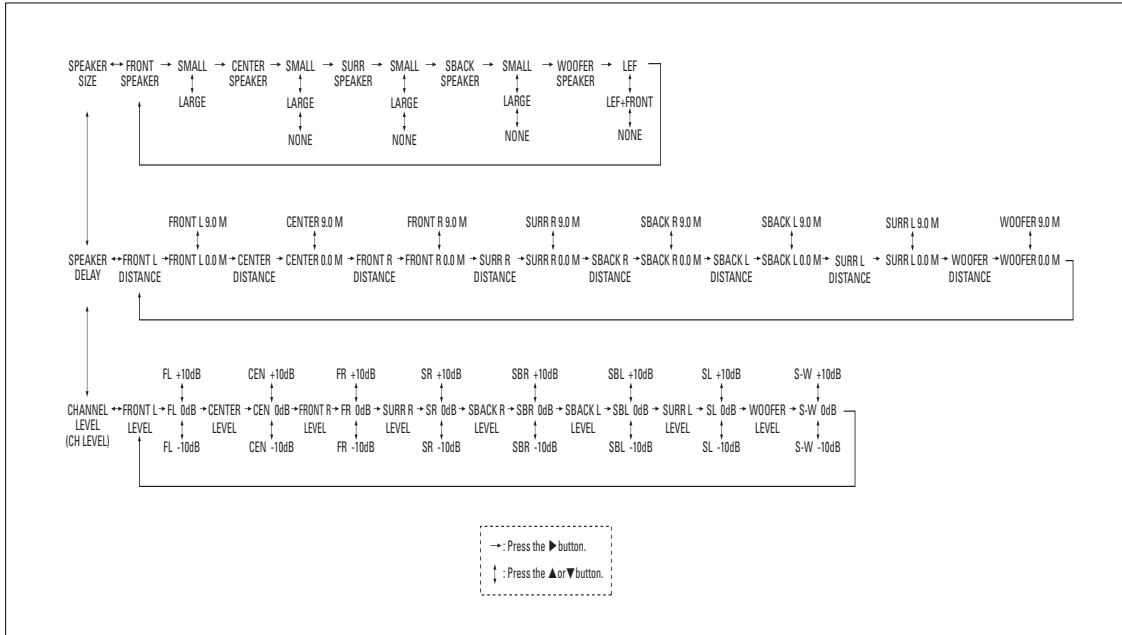 SPEAKER SIZE ↔ FRONT SPEAKER → SMALL → CENTER SPEAKER → SMALL → SURR SPEAKER → SMALL → SBACK SPEAKER → SMALL → WOOFER SPEAKER → LEF
LARGE LARGE LARGE LARGE LEF+FRONT
NONE NONE NONE NONE
FRONT L 9.0 M CENTER 9.0 M FRONT R 9.0 M SURR R 9.0 M SBACK R 9.0 M SBACK L 9.0 M SURR L 9.0 M WOOFER 9.0 M
SPEAKER DELAY ↔ FRONT L DISTANCE → FRONT L 0.0 M → CENTER DISTANCE → CENTER 0.0 M → FRONT R DISTANCE → FRONT R 0.0 M → SURR R DISTANCE → SURR R 0.0 M → SBACK R DISTANCE → SBACK R 0.0 M → SBACK L DISTANCE → SBACK L 0.0 M → SURR L DISTANCE → SURR L 0.0 M → WOOFER DISTANCE → WOOFER 0.0 M
FL +10dB CEN +10dB FR +10dB SR +10dB SBR +10dB SBL +10dB SL +10dB S-W +10dB
CHANNEL LEVEL (CH LEVEL) ↔ FRONT L LEVEL → FL 0dB → CENTER LEVEL → CEN 0dB → FRONT R LEVEL → FR 0dB → SURR R LEVEL → SR 0dB → SBACK R LEVEL → SBR 0dB → SBACK L LEVEL → SBL 0dB → SURR L LEVEL → SL 0dB → WOOFER LEVEL → S-W 0dB
FL -10dB CEN -10dB FR -10dB SR -10dB SBR -10dB SBL -10dB SL -10dB S-W -10dB
→ : Press the ▶ button.
↕ : Press the ▲ or ▼ button.